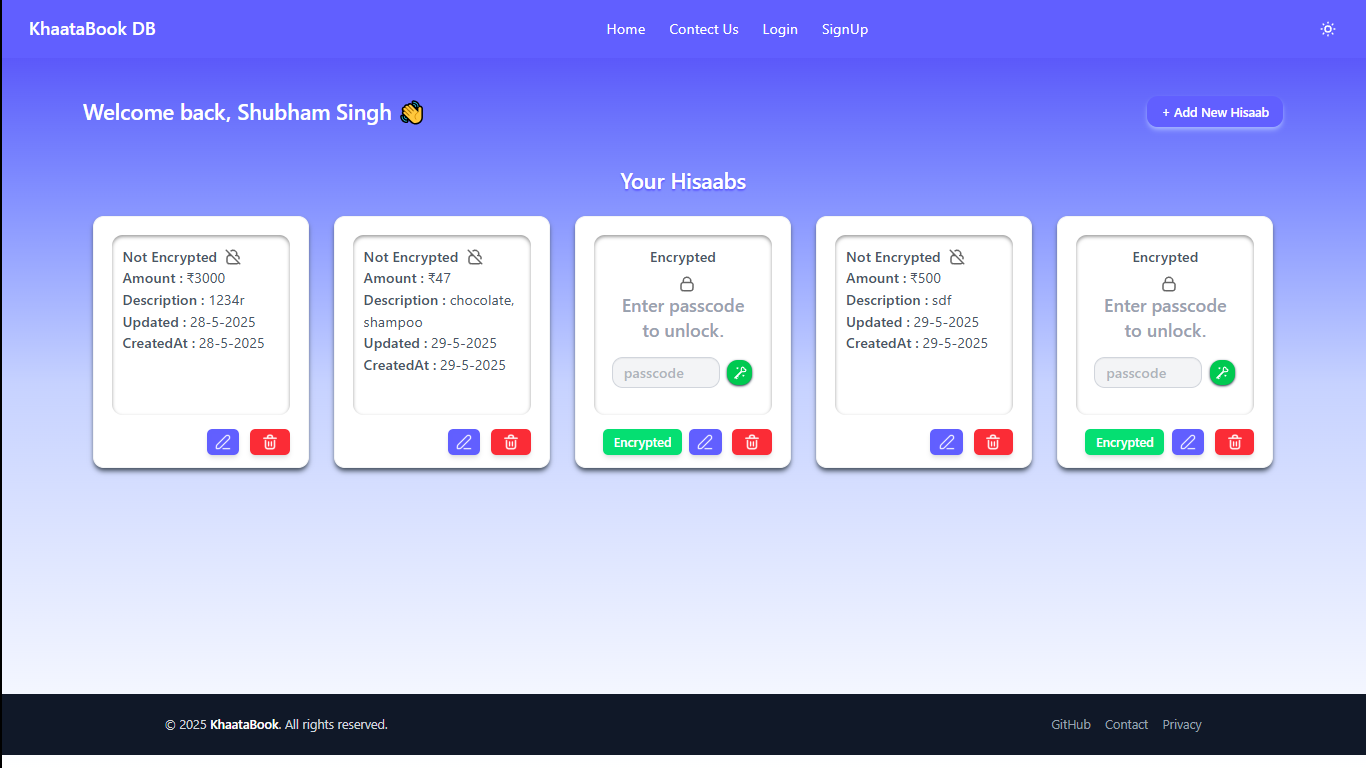 KhaataBook DB
Home Contect Us Login SignUp
Welcome back, Shubham Singh 👋
+ Add New Hisaab
Your Hisaabs
Not Encrypted
Amount : ₹3000
Description : 1234r
Updated : 28-5-2025
CreatedAt : 28-5-2025
Not Encrypted
Amount : ₹47
Description : chocolate,
shampoo
Updated : 29-5-2025
CreatedAt : 29-5-2025
Encrypted
Enter passcode
to unlock.
passcode
Encrypted
Not Encrypted
Amount : ₹500
Description : sdf
Updated : 29-5-2025
CreatedAt : 29-5-2025
Encrypted
Enter passcode
to unlock.
passcode
Encrypted
© 2025 KhaataBook. All rights reserved.
GitHub Contact Privacy